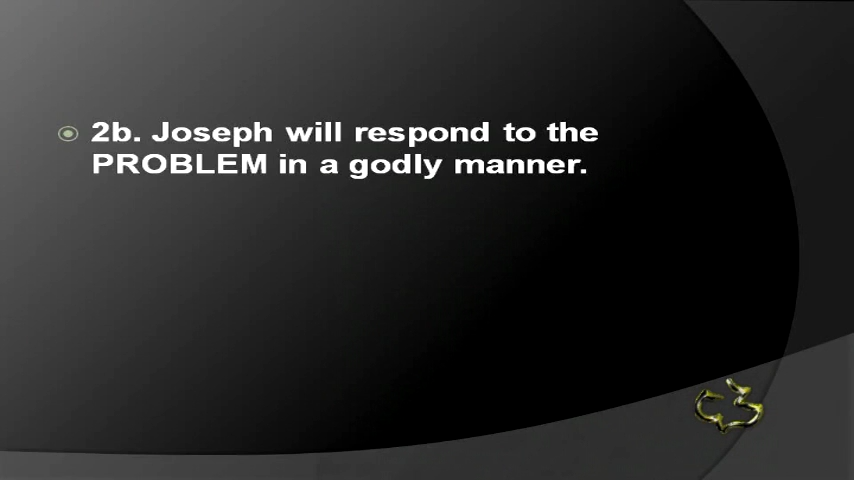 2b. Joseph will respond to the
PROBLEM in a godly manner.